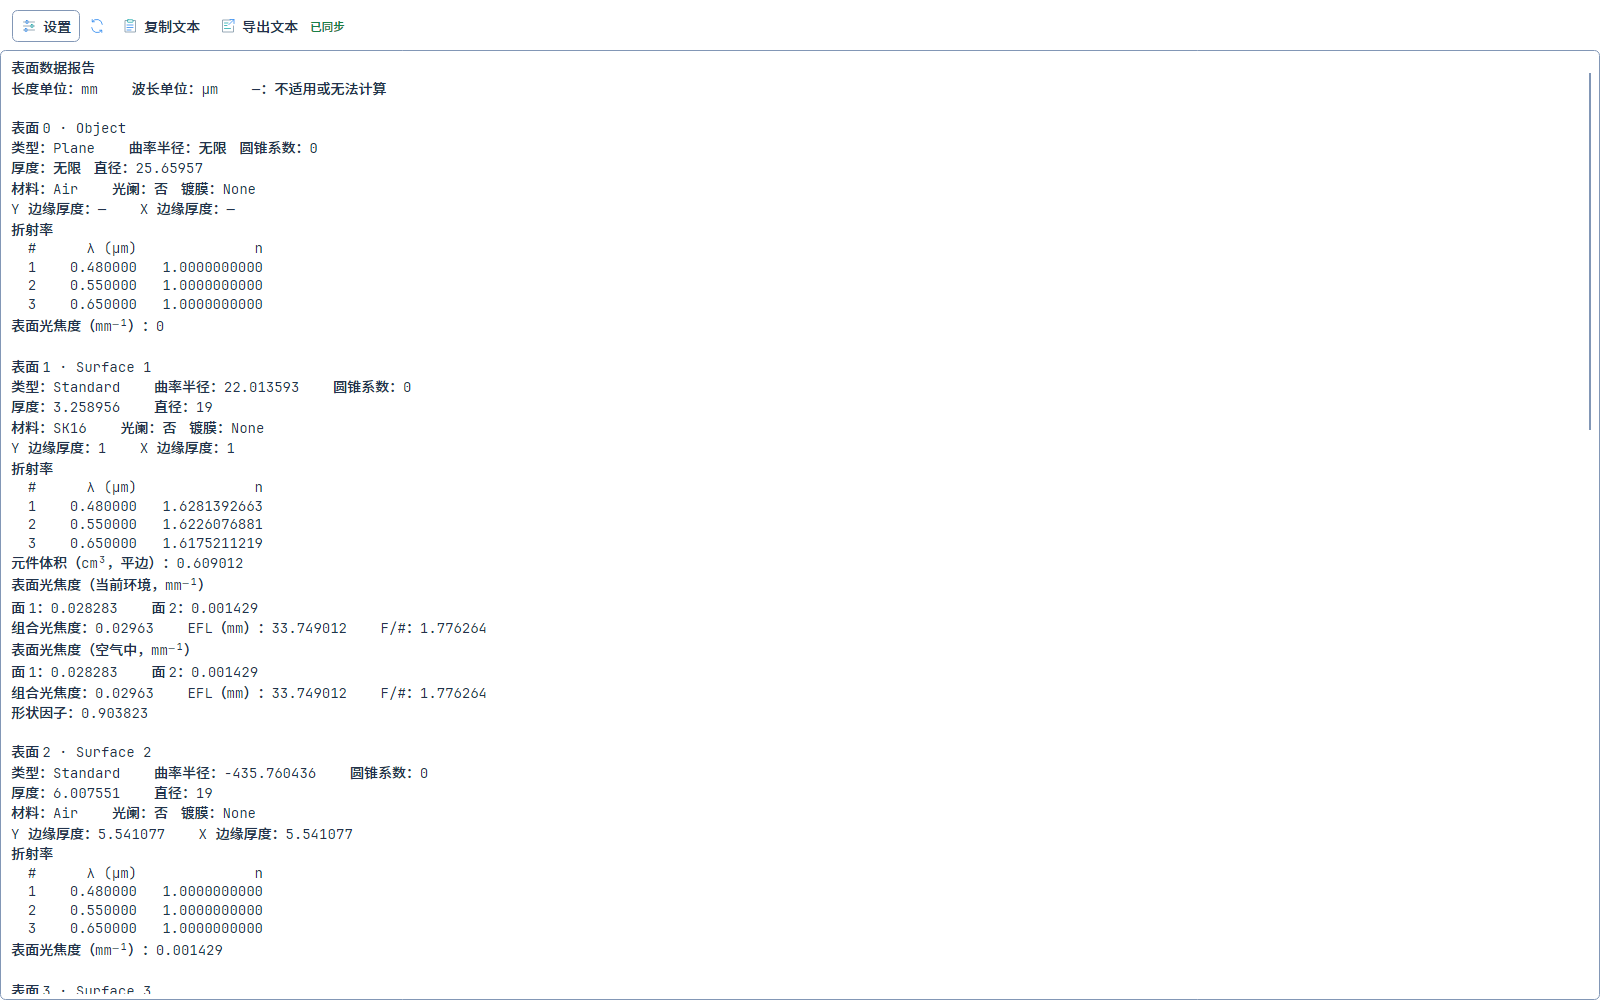 设置 复制文本 导出文本 已同步
表面数据报告
长度单位：mm 波长单位：μm —：不适用或无法计算
表面 0 · Object
类型：Plane 曲率半径：无限 圆锥系数：0
厚度：无限 直径：25.65957
材料：Air 光阑：否 镀膜：None
Y 边缘厚度：— X 边缘厚度：—
折射率
# λ (μm) n
1 0.480000 1.0000000000
2 0.550000 1.0000000000
3 0.650000 1.0000000000
表面光焦度（mm⁻¹）：0
表面 1 · Surface 1
类型：Standard 曲率半径：22.013593 圆锥系数：0
厚度：3.258956 直径：19
材料：SK16 光阑：否 镀膜：None
Y 边缘厚度：1 X 边缘厚度：1
折射率
# λ (μm) n
1 0.480000 1.6281392663
2 0.550000 1.6226076881
3 0.650000 1.6175211219
元件体积（cm³，平边）：0.609012
表面光焦度（当前环境，mm⁻¹）
面 1：0.028283 面 2：0.001429
组合光焦度：0.02963 EFL（mm）：33.749012 F/#：1.776264
表面光焦度（空气中，mm⁻¹）
面 1：0.028283 面 2：0.001429
组合光焦度：0.02963 EFL（mm）：33.749012 F/#：1.776264
形状因子：0.903823
表面 2 · Surface 2
类型：Standard 曲率半径：-435.760436 圆锥系数：0
厚度：6.007551 直径：19
材料：Air 光阑：否 镀膜：None
Y 边缘厚度：5.541077 X 边缘厚度：5.541077
折射率
# λ (μm) n
1 0.480000 1.0000000000
2 0.550000 1.0000000000
3 0.650000 1.0000000000
表面光焦度（mm⁻¹）：0.001429
表面 3 · Surface 3